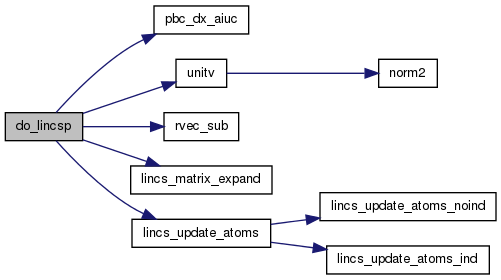 pbc_dx_aiuc
unitv
norm2
do_lincsp
rvec_sub
lincs_matrix_expand
lincs_update_atoms
lincs_update_atoms_noind
lincs_update_atoms_ind